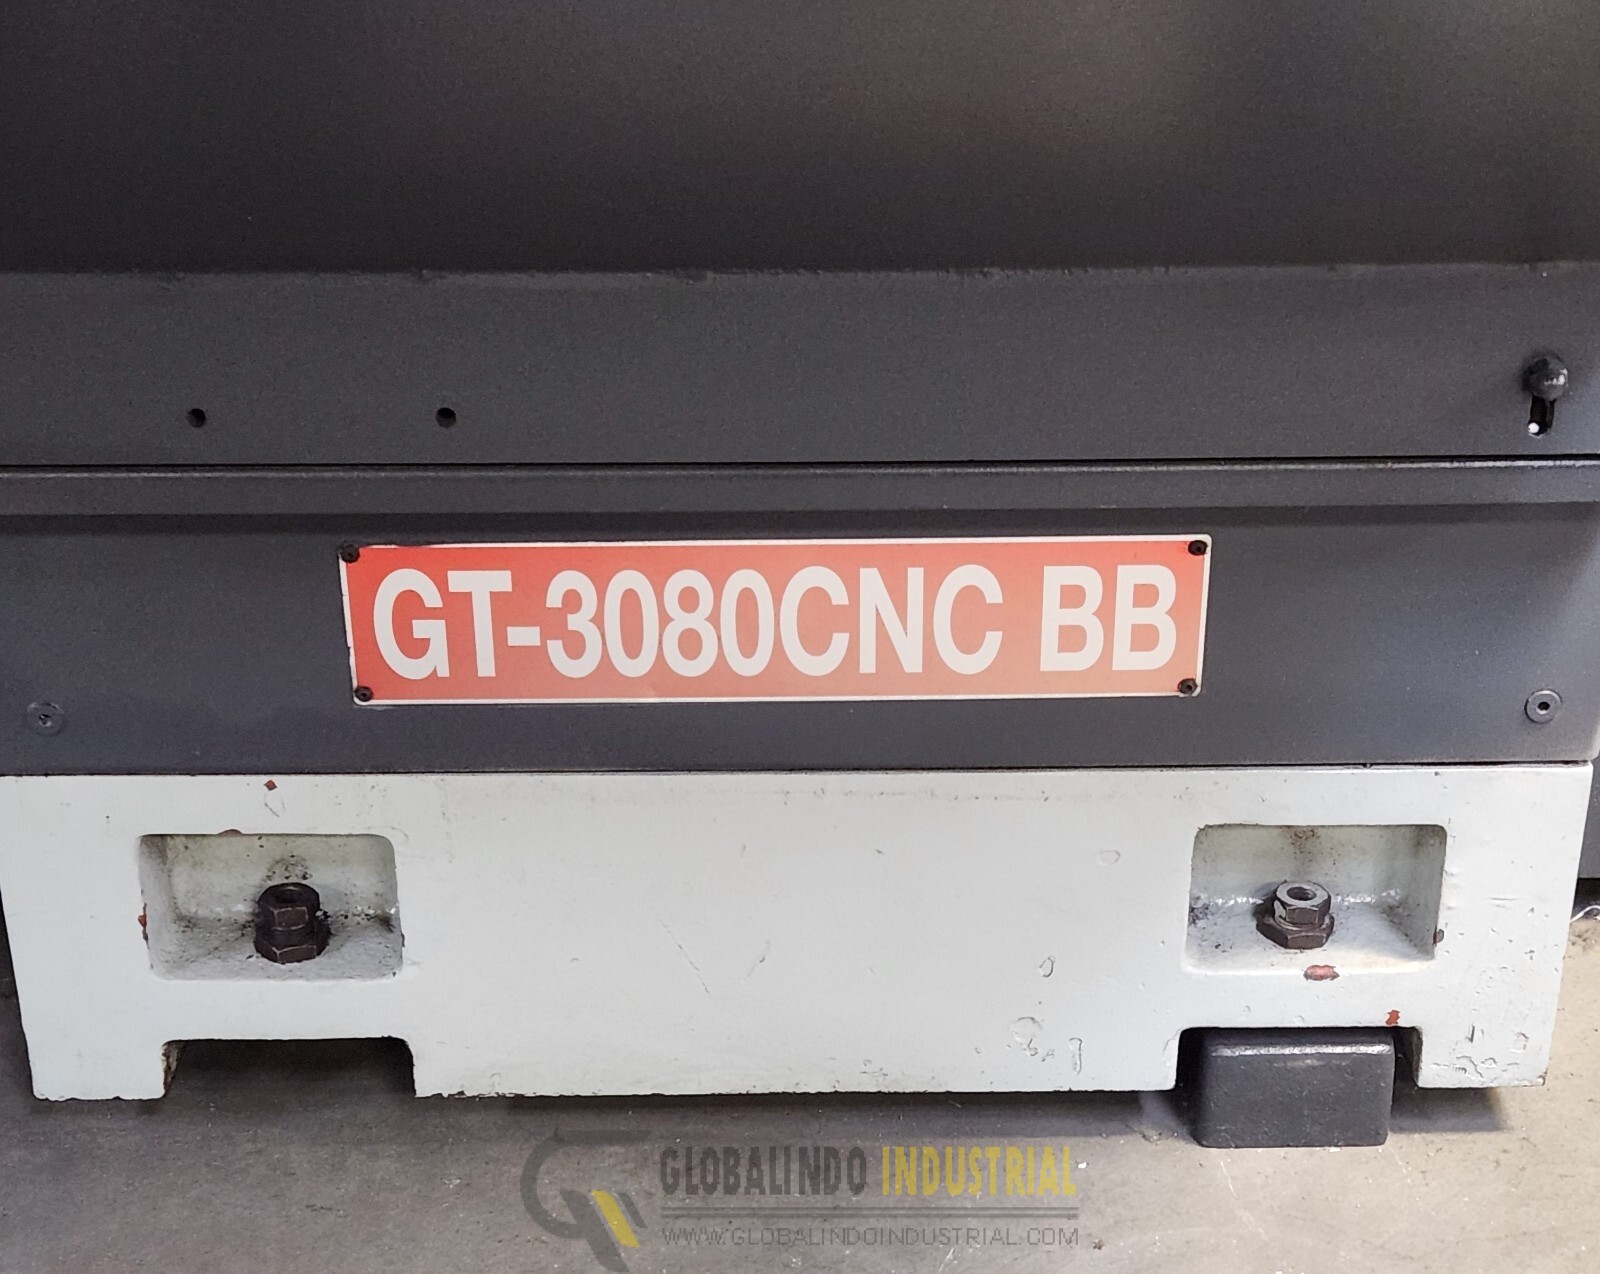 GT-3080CNC BB
GLOBALINDO INDUSTRIAL
WWW.GLOBALINDOINDUSTRIAL.COM